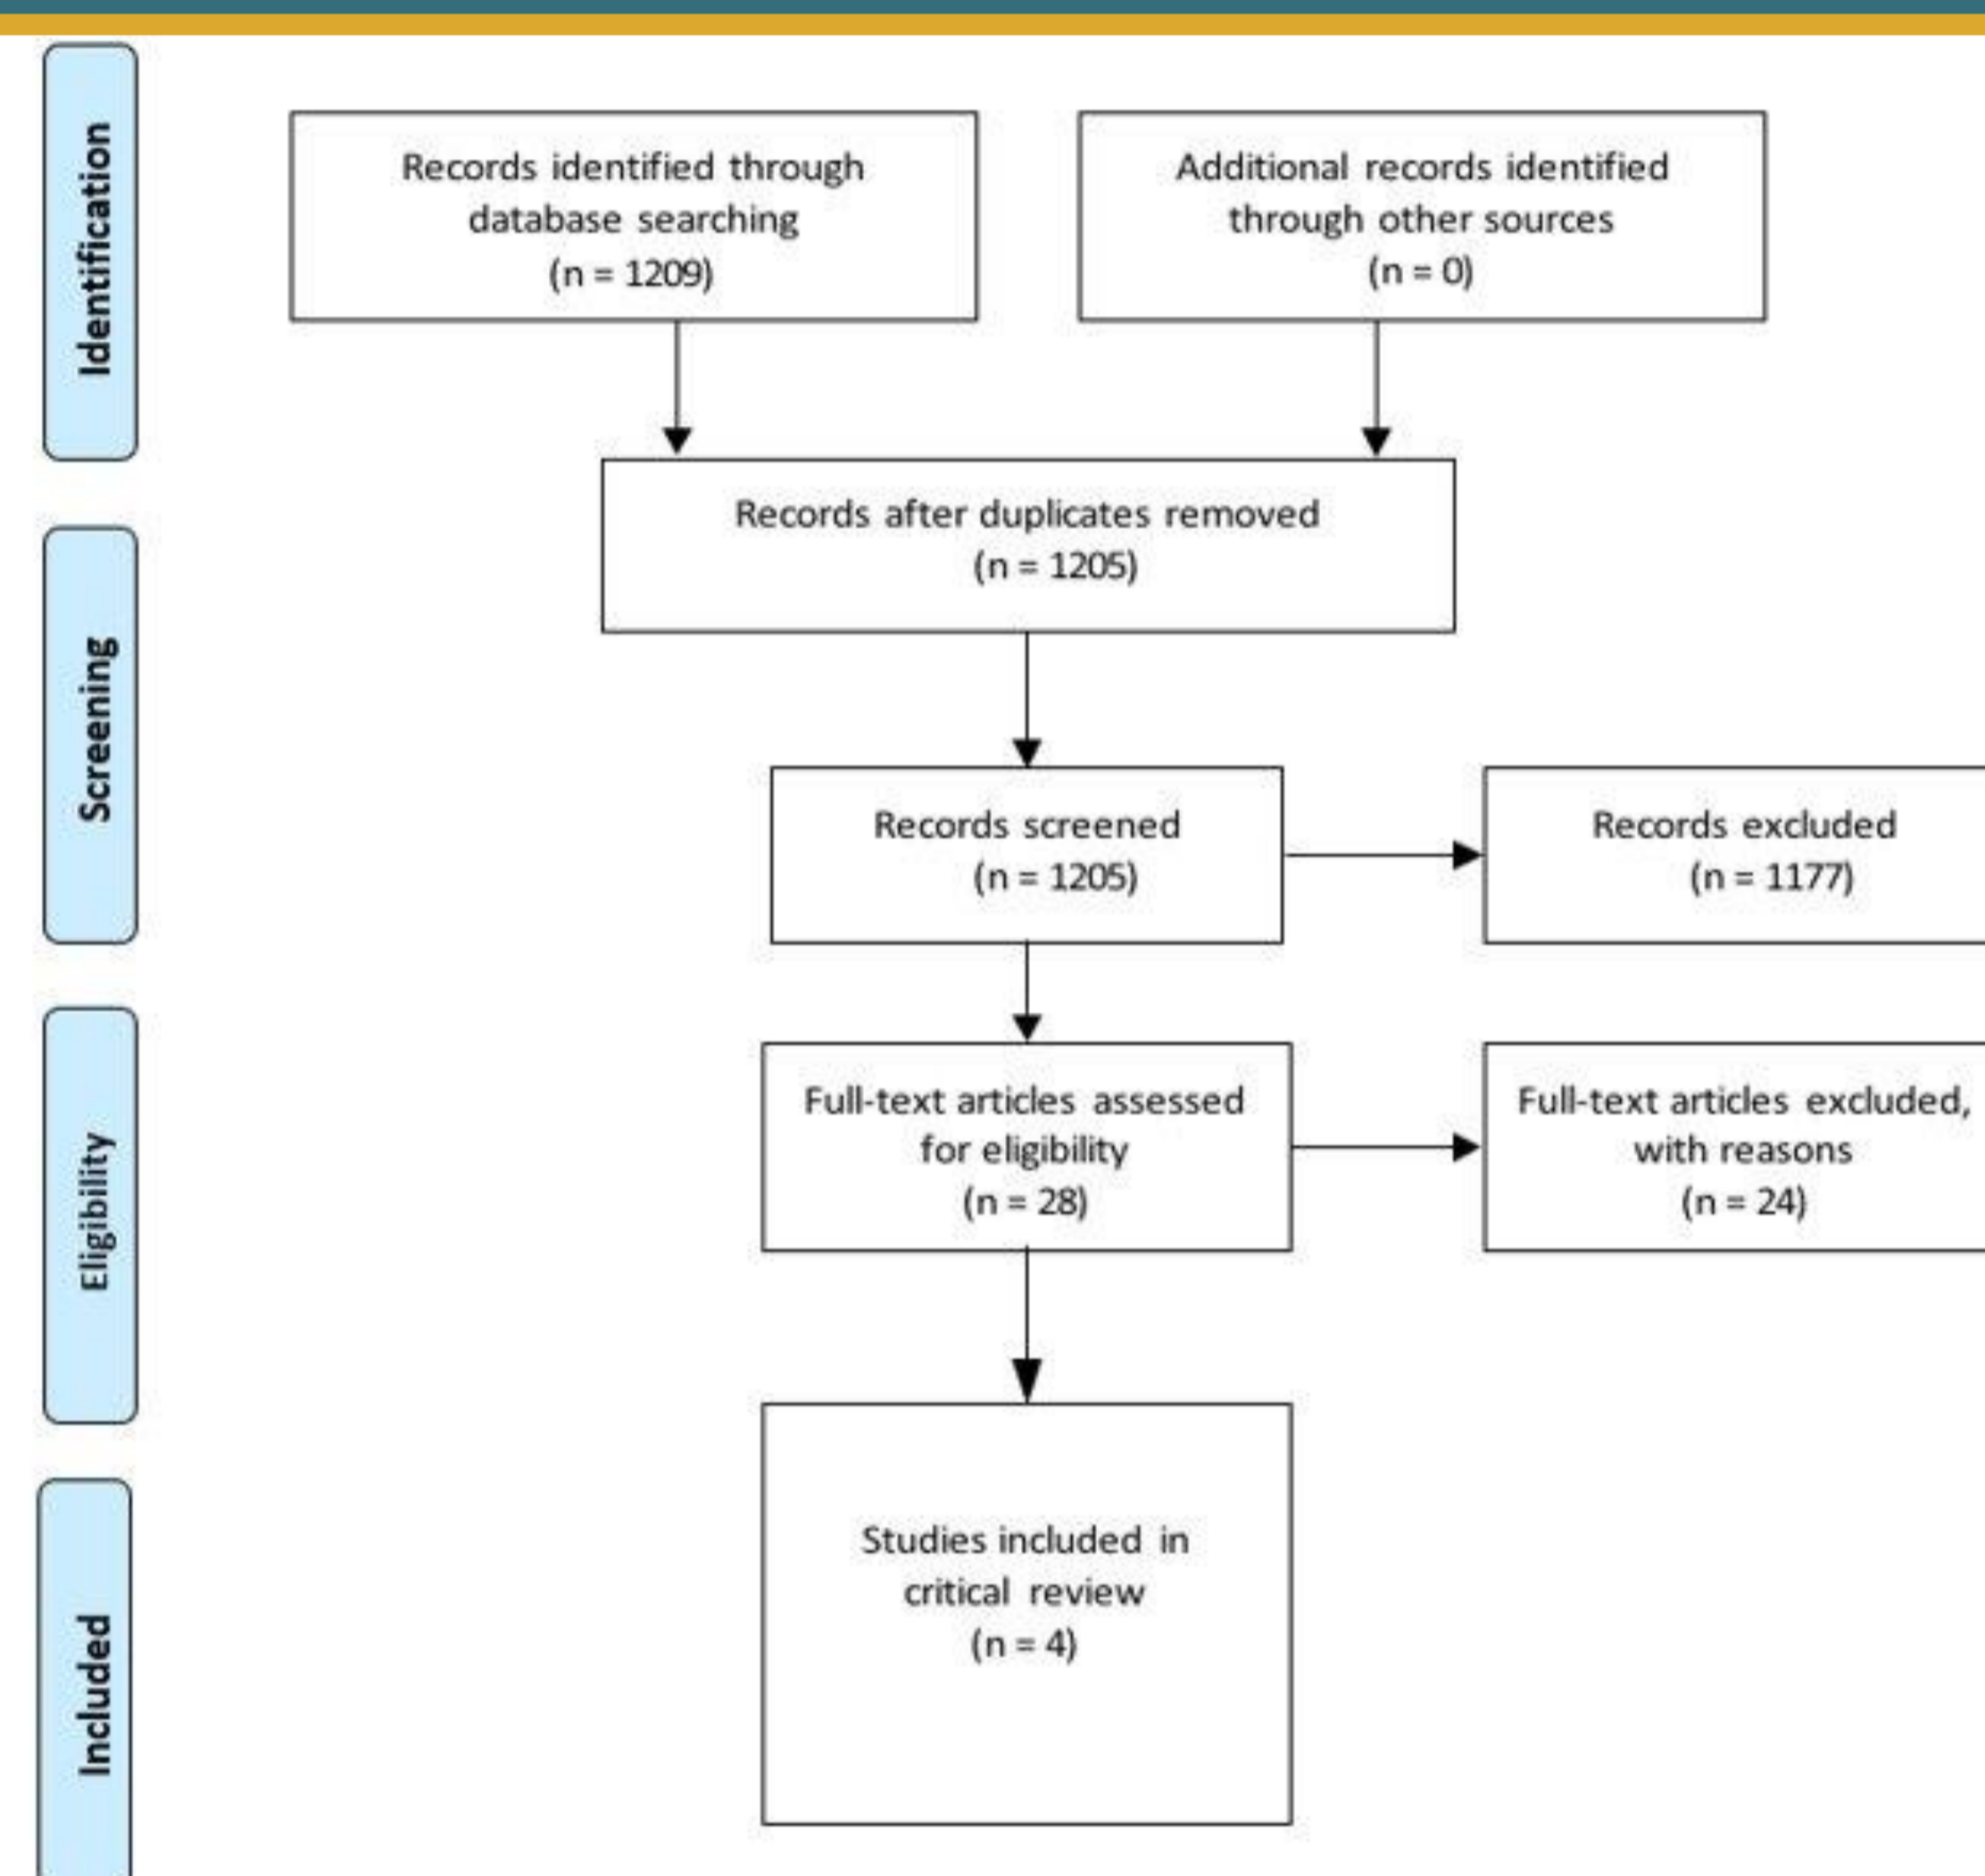 Identification
Records identified through
database searching
(n = 1209)
Additional records identified
through other sources
(n = 0)
Records after duplicates removed
(n = 1205)
Screening
Records screened
(n = 1205)
Records excluded
(n = 1177)
Eligibility
Full-text articles assessed
for eligibility
(n = 28)
Full-text articles excluded,
with reasons
(n = 24)
Included
Studies included in
critical review
(n = 4)